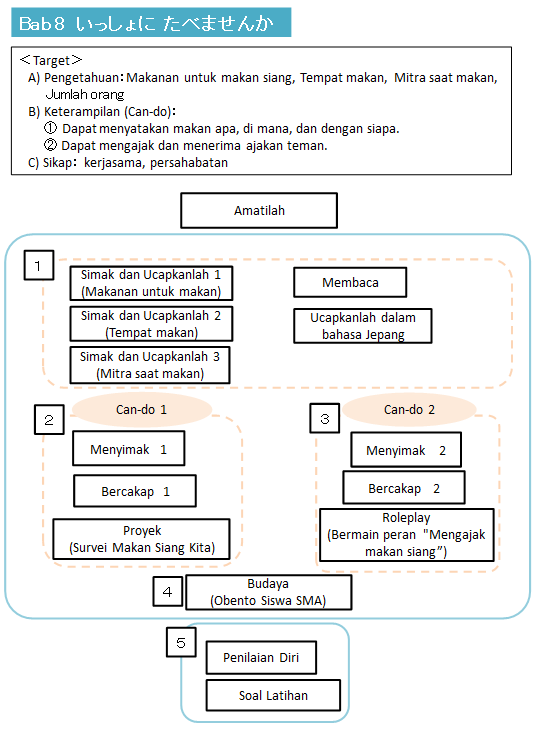 Bab 8 いっしょに たべませんか
＜Target＞
A) Pengetahuan：Makanan untuk makan siang, Tempat makan, Mitra saat makan,
Jumlah orang
B) Keterampilan (Can-do)：
① Dapat menyatakan makan apa, di mana, dan dengan siapa.
② Dapat mengajak dan menerima ajakan teman.
C) Sikap： kerjasama, persahabatan
Amatilah
1
Simak dan Ucapkanlah 1
(Makanan untuk makan)
Simak dan Ucapkanlah 2
(Tempat makan)
Simak dan Ucapkanlah 3
(Mitra saat makan)
Membaca
Ucapkanlah dalam
bahasa Jepang
2
Can-do 1
Menyimak 1
Bercakap 1
Proyek
(Survei Makan Siang Kita)
3
Can-do 2
Menyimak 2
Bercakap 2
Roleplay
(Bermain peran "Mengajak
makan siang")
4
Budaya
(Obento Siswa SMA)
5
Penilaian Diri
Soal Latihan